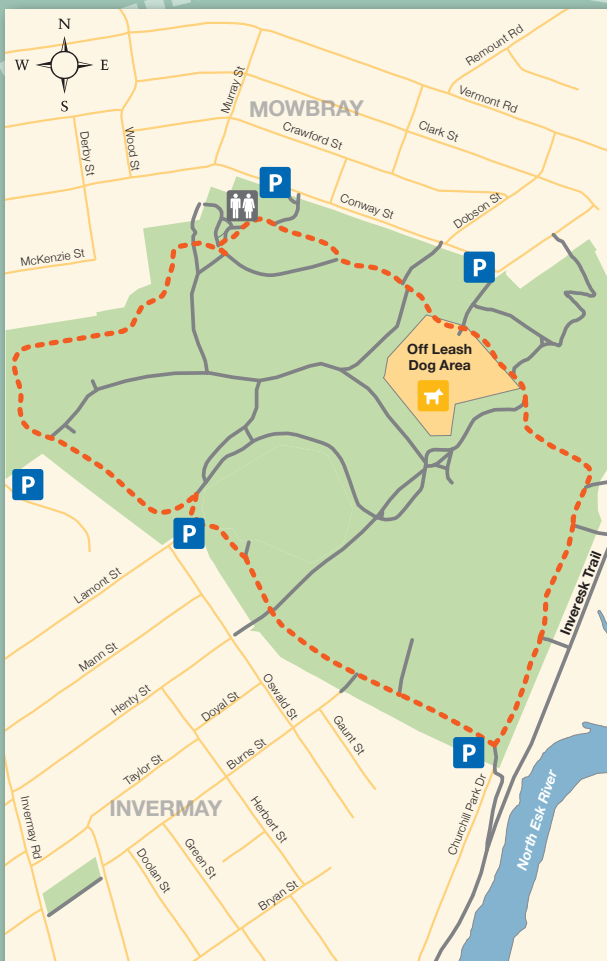 N
W
E
S
Remount Rd
Vermont Rd
Murray St
MOWBRAY
Clark St
Crawford St
Derby St
Wood St
P
Conway St
Dobson St
McKenzie St
P
Off Leash
Dog Area
P
P
Inveresk Trail
Lamont St
Mann St
Henty St
Oswald St
Doyal St
Gaunt St
Burns St
Taylor St
P
INVERMAY
Invermay Rd
Herbert St
Churchill Park Dr
North Esk River
Green St
Doolan St
Bryan St